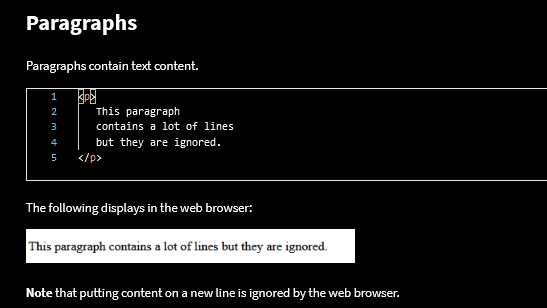 Paragraphs
Paragraphs contain text content.
1 <p>
2 This paragraph
3 contains a lot of lines
4 but they are ignored.
5 </p>
The following displays in the web browser:
This paragraph contains a lot of lines but they are ignored.
Note that putting content on a new line is ignored by the web browser.